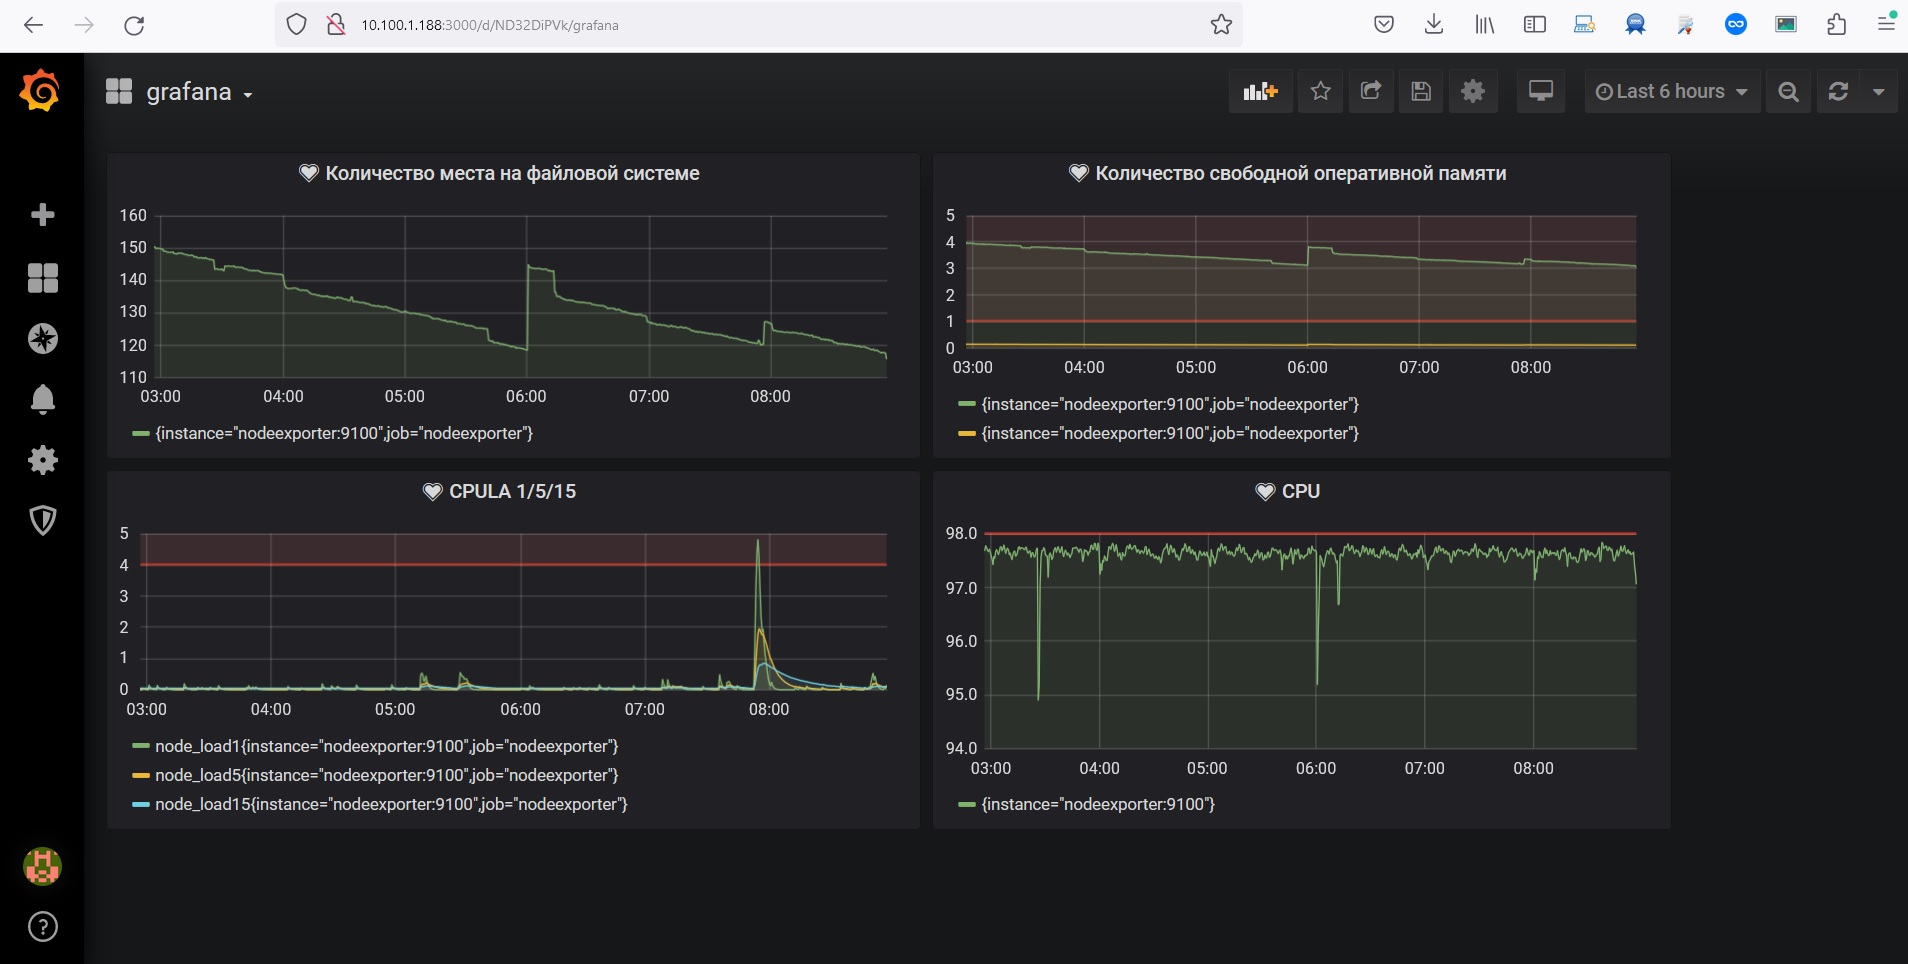 10.100.1.188:3000/d/ND32DiPVk/grafana
grafana
Last 6 hours
Количество места на файловой системе
160
150
140
130
120
110
03:00 04:00 05:00 06:00 07:00 08:00
{instance="nodeexporter:9100",job="nodeexporter"}
Количество свободной оперативной памяти
5
4
3
2
1
0
03:00 04:00 05:00 06:00 07:00 08:00
{instance="nodeexporter:9100",job="nodeexporter"}
{instance="nodeexporter:9100",job="nodeexporter"}
CPULA 1/5/15
5
4
3
2
1
0
03:00 04:00 05:00 06:00 07:00 08:00
node_load1{instance="nodeexporter:9100",job="nodeexporter"}
node_load5{instance="nodeexporter:9100",job="nodeexporter"}
node_load15{instance="nodeexporter:9100",job="nodeexporter"}
CPU
98.0
97.0
96.0
95.0
94.0
03:00 04:00 05:00 06:00 07:00 08:00
{instance="nodeexporter:9100"}